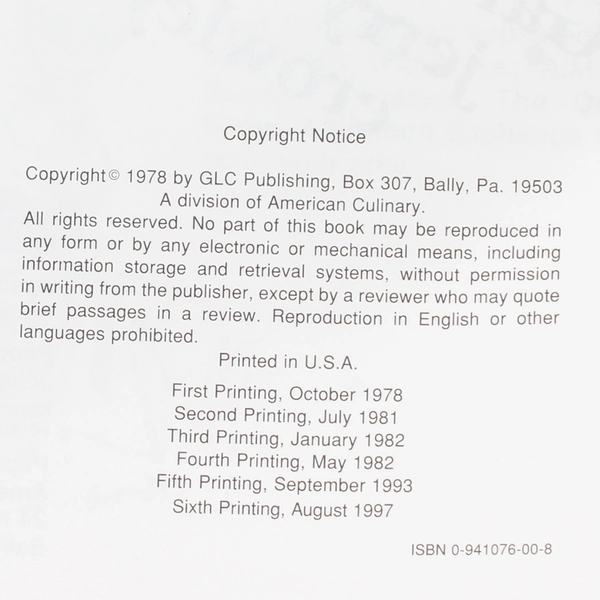 Copyright Notice
Copyright© 1978 by GLC Publishing, Box 307, Bally, Pa. 19503
A division of American Culinary.
All rights reserved. No part of this book may be reproduced in
any form or by any electronic or mechanical means, including
information storage and retrieval systems, without permission
in writing from the publisher, except by a reviewer who may quote
brief passages in a review. Reproduction in English or other
languages prohibited.
Printed in U.S.A.
First Printing, October 1978
Second Printing, July 1981
Third Printing, January 1982
Fourth Printing, May 1982
Fifth Printing, September 1993
Sixth Printing, August 1997
ISBN 0-941076-00-8